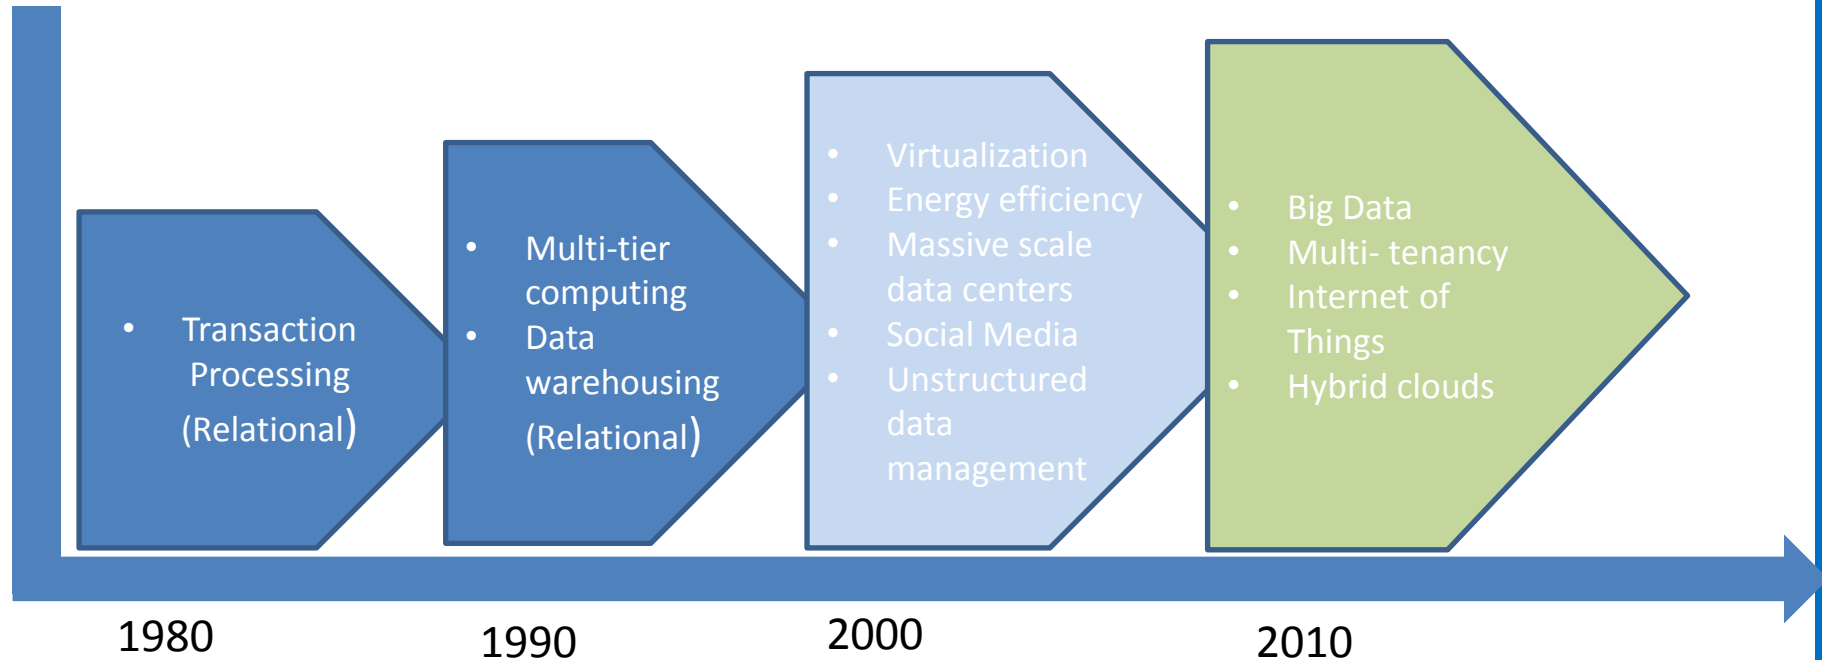 • Transaction
Processing
(Relational)
• Multi-tier
computing
• Data
warehousing
(Relational)
• Virtualization
• Energy efficiency
• Massive scale
data centers
• Social Media
• Unstructured
data
management
• Big Data
• Multi- tenancy
• Internet of
Things
• Hybrid clouds
1980
1990
2000
2010